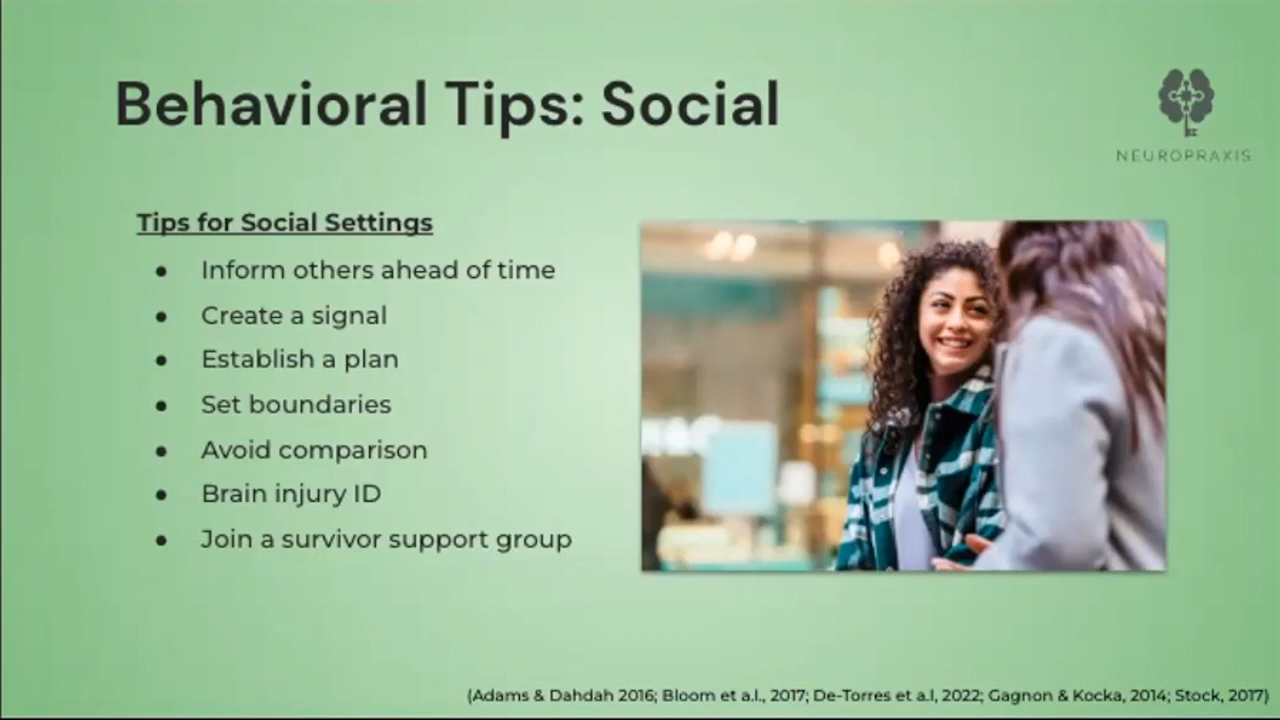 Behavioral Tips: Social
NEUROPRAXIS
Tips for Social Settings
● Inform others ahead of time
● Create a signal
● Establish a plan
● Set boundaries
● Avoid comparison
● Brain injury ID
● Join a survivor support group
(Adams & Dahdah 2016; Bloom et a.l., 2017; De-Torres et a.l, 2022; Gagnon & Kocka, 2014; Stock, 2017)